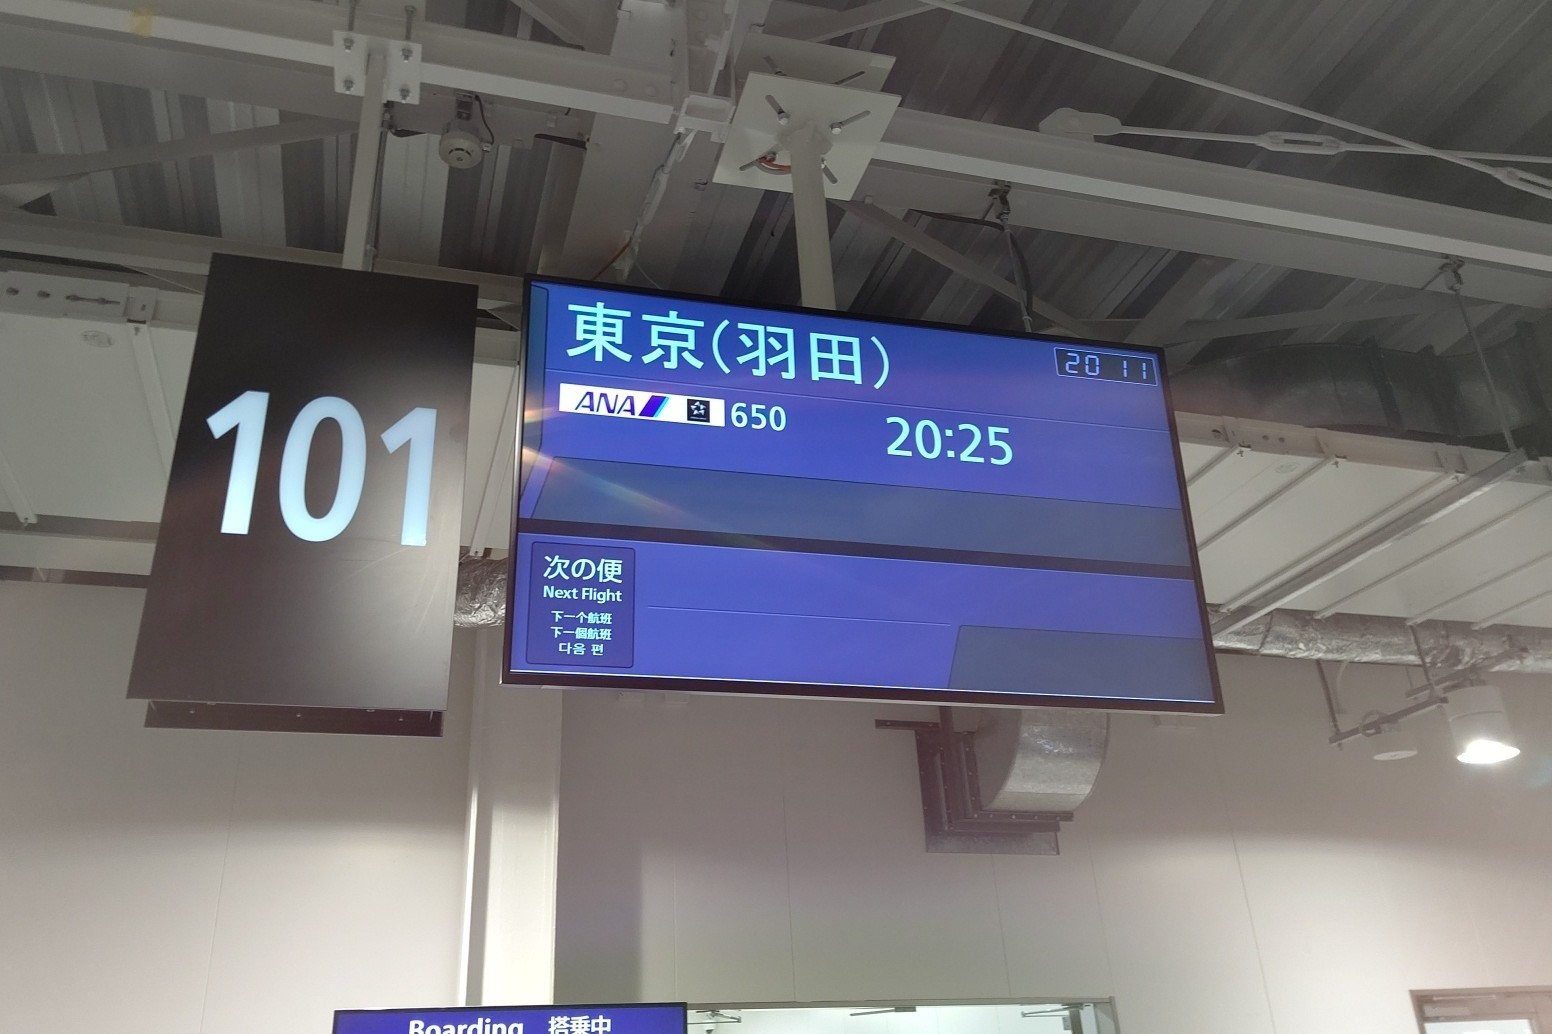 101
東京(羽田)
20 11
ANA 650
20:25
次の便
Next Flight
下一个航班
下一個航班
다음 편
Boarding 搭乗中